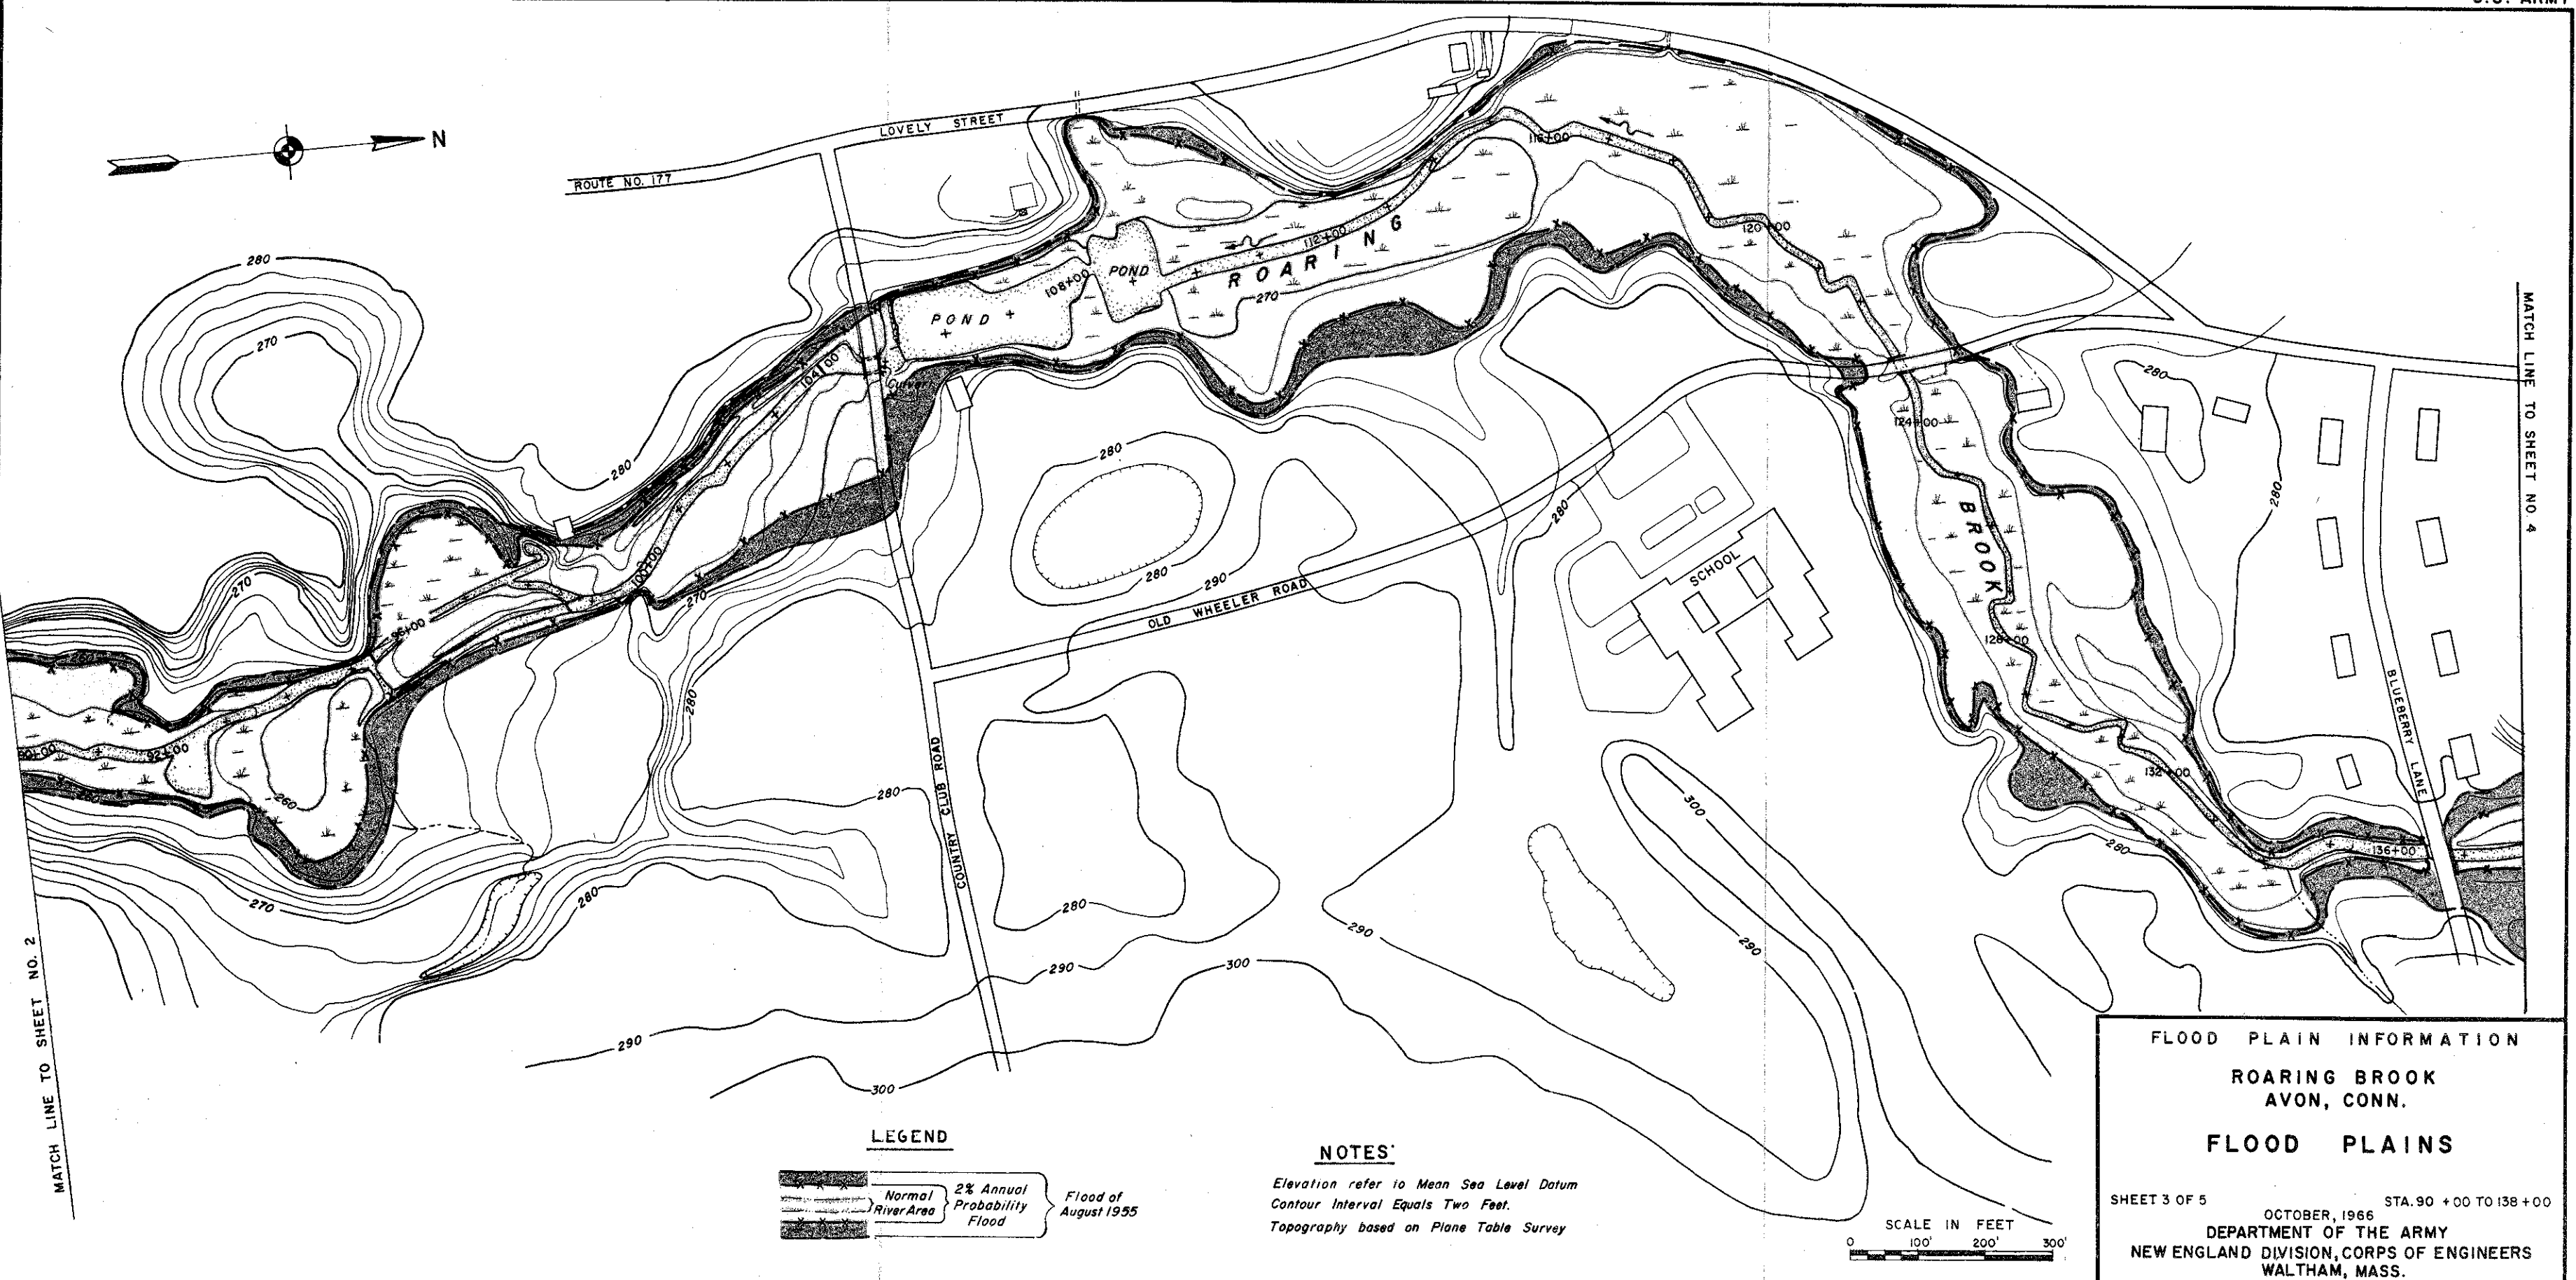 U.S. ARMY
N
LOVELY STREET
ROUTE NO. 177
280
270
POND
POND
108+00
112+00
116+00
120+00
ROARING
270
104+00
Culvert
280
MATCH LINE TO SHEET NO. 4
280
280
124+00
280
280
280
290
OLD WHEELER ROAD
SCHOOL
BROOK
100+00
270
270
96+00
128+00
BLUEBERRY LANE
260
280
90+00
92+00
132+00
260
280
COUNTRY CLUB ROAD
300
136+00
280
270
280
280
290
290
290
300
MATCH LINE TO SHEET NO. 2
290
300
LEGEND
Normal River Area
2% Annual Probability Flood
Flood of August 1955
NOTES:
Elevation refer to Mean Sea Level Datum
Contour Interval Equals Two Feet.
Topography based on Plane Table Survey
SCALE IN FEET
0 100' 200' 300'
FLOOD PLAIN INFORMATION
ROARING BROOK
AVON, CONN.
FLOOD PLAINS
SHEET 3 OF 5 STA. 90 +00 TO 138+00
OCTOBER, 1966
DEPARTMENT OF THE ARMY
NEW ENGLAND DIVISION, CORPS OF ENGINEERS
WALTHAM, MASS.